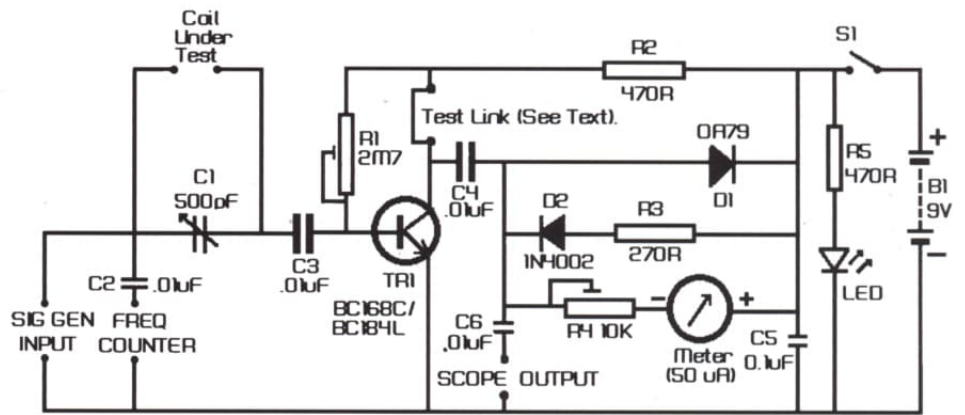 Coil
Under
Test
C1
500pF
C2
.01uF
SIG GEN
INPUT
FREQ
COUNTER
C3
.01uF
R1
2M7
TR1
BC168C/
BC184L
Test Link (See Text).
C4
.01uF
R2
470R
OA79
D1
D2
1N4002
R3
270R
R4 10K
-
+
Meter
(50 uA)
C6
.01uF
SCOPE OUTPUT
C5
0.1uF
S1
R5
470R
LED
+
B1
9V
-